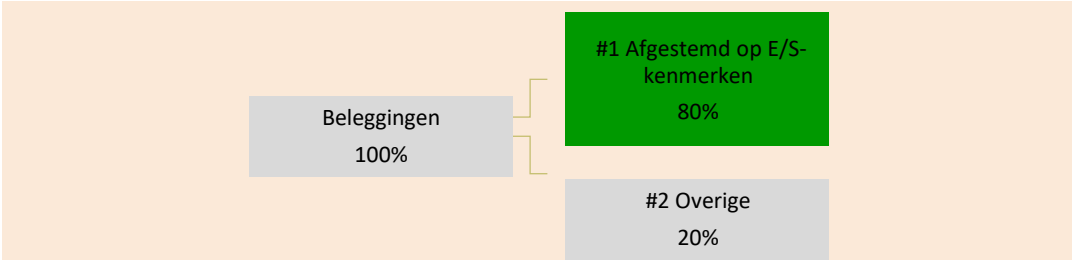 #1 Afgestemd op E/S-
kenmerken
80%
Beleggingen
100%
#2 Overige
20%